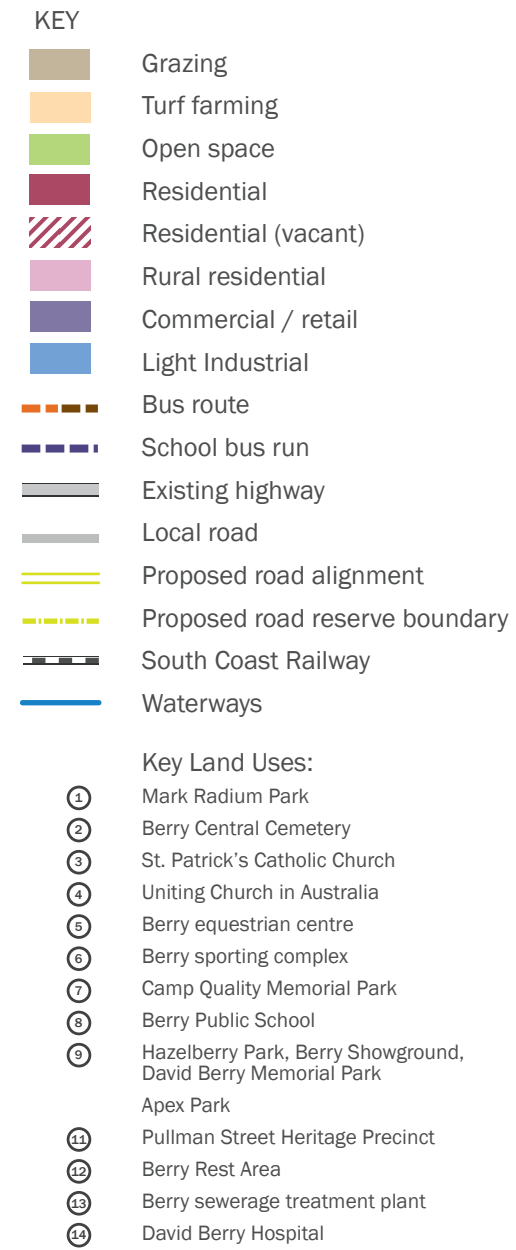 KEY
Grazing
Turf farming
Open space
Residential
Residential (vacant)
Rural residential
Commercial / retail
Light Industrial
Bus route
School bus run
Existing highway
Local road
Proposed road alignment
Proposed road reserve boundary
South Coast Railway
Waterways
Key Land Uses:
1 Mark Radium Park
2 Berry Central Cemetery
3 St. Patrick's Catholic Church
4 Uniting Church in Australia
5 Berry equestrian centre
6 Berry sporting complex
7 Camp Quality Memorial Park
8 Berry Public School
9 Hazelberry Park, Berry Showground,
David Berry Memorial Park
Apex Park
11 Pullman Street Heritage Precinct
12 Berry Rest Area
13 Berry sewerage treatment plant
14 David Berry Hospital